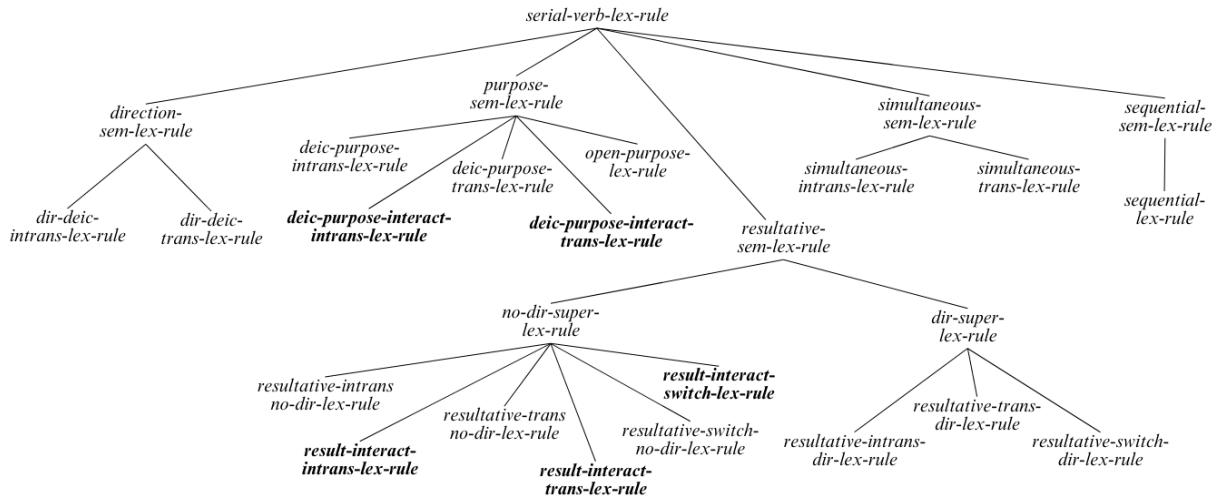 serial-verb-lex-rule
direction-
sem-lex-rule
purpose-
sem-lex-rule
simultaneous-
sem-lex-rule
sequential-
sem-lex-rule
deic-purpose-
intrans-lex-rule
deic-purpose-
trans-lex-rule
open-purpose-
lex-rule
simultaneous-
intrans-lex-rule
simultaneous-
trans-lex-rule
sequential-
lex-rule
dir-deic-
intrans-lex-rule
dir-deic-
trans-lex-rule
deic-purpose-interact-
intrans-lex-rule
deic-purpose-interact-
trans-lex-rule
resultative-
sem-lex-rule
no-dir-super-
lex-rule
dir-super-
lex-rule
resultative-intrans
no-dir-lex-rule
result-interact-
intrans-lex-rule
resultative-trans
no-dir-lex-rule
result-interact-
trans-lex-rule
resultative-switch-
no-dir-lex-rule
result-interact-
switch-lex-rule
resultative-intrans-
dir-lex-rule
resultative-trans-
dir-lex-rule
resultative-switch-
dir-lex-rule